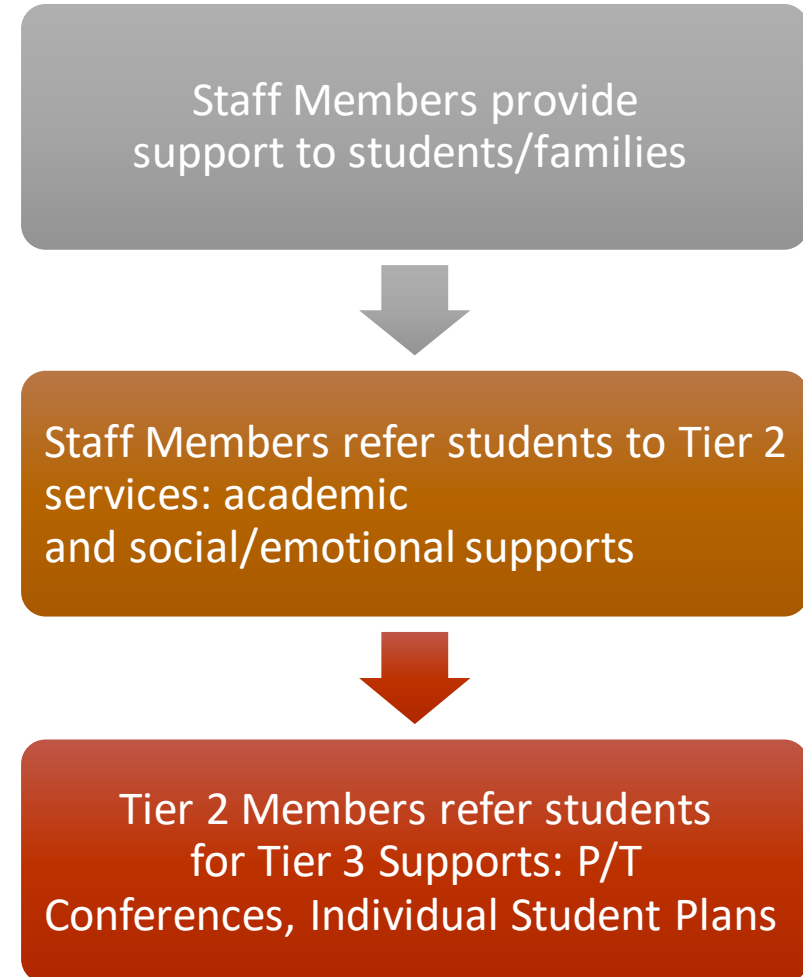 Staff Members provide
support to students/families
Staff Members refer students to Tier 2
services: academic
and social/emotional supports
Tier 2 Members refer students
for Tier 3 Supports: P/T
Conferences, Individual Student Plans